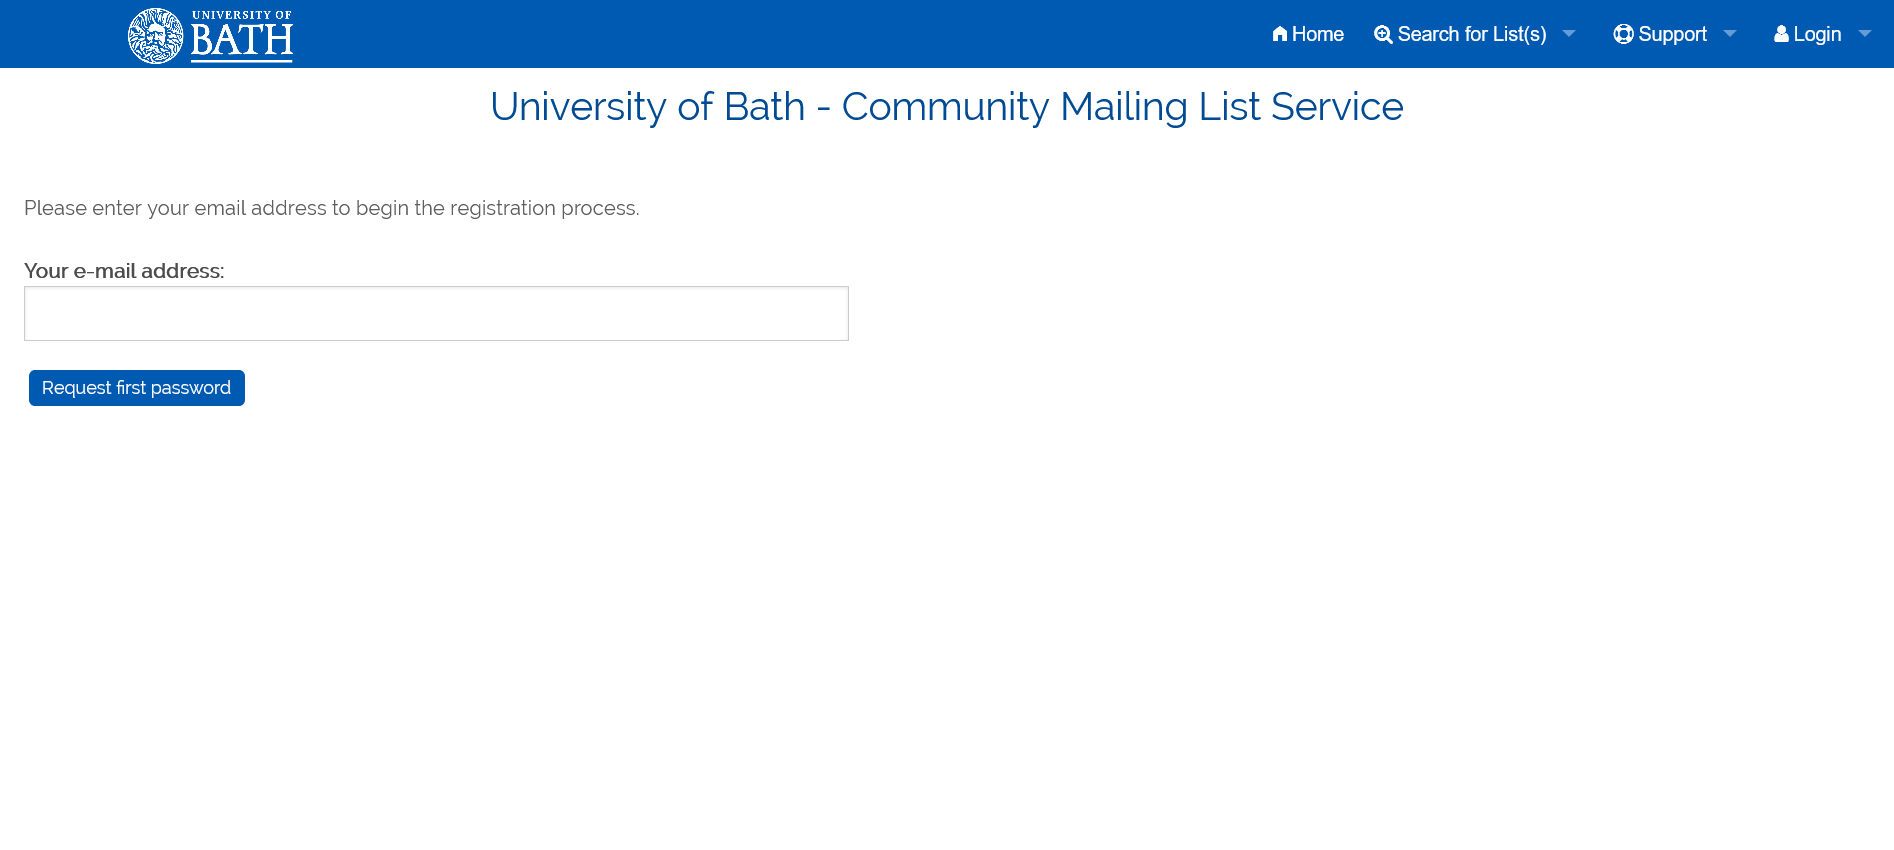 UNIVERSITY OF
BATH
Home
Search for List(s)
Support
Login
University of Bath - Community Mailing List Service
Please enter your email address to begin the registration process.
Your e-mail address:
Request first password